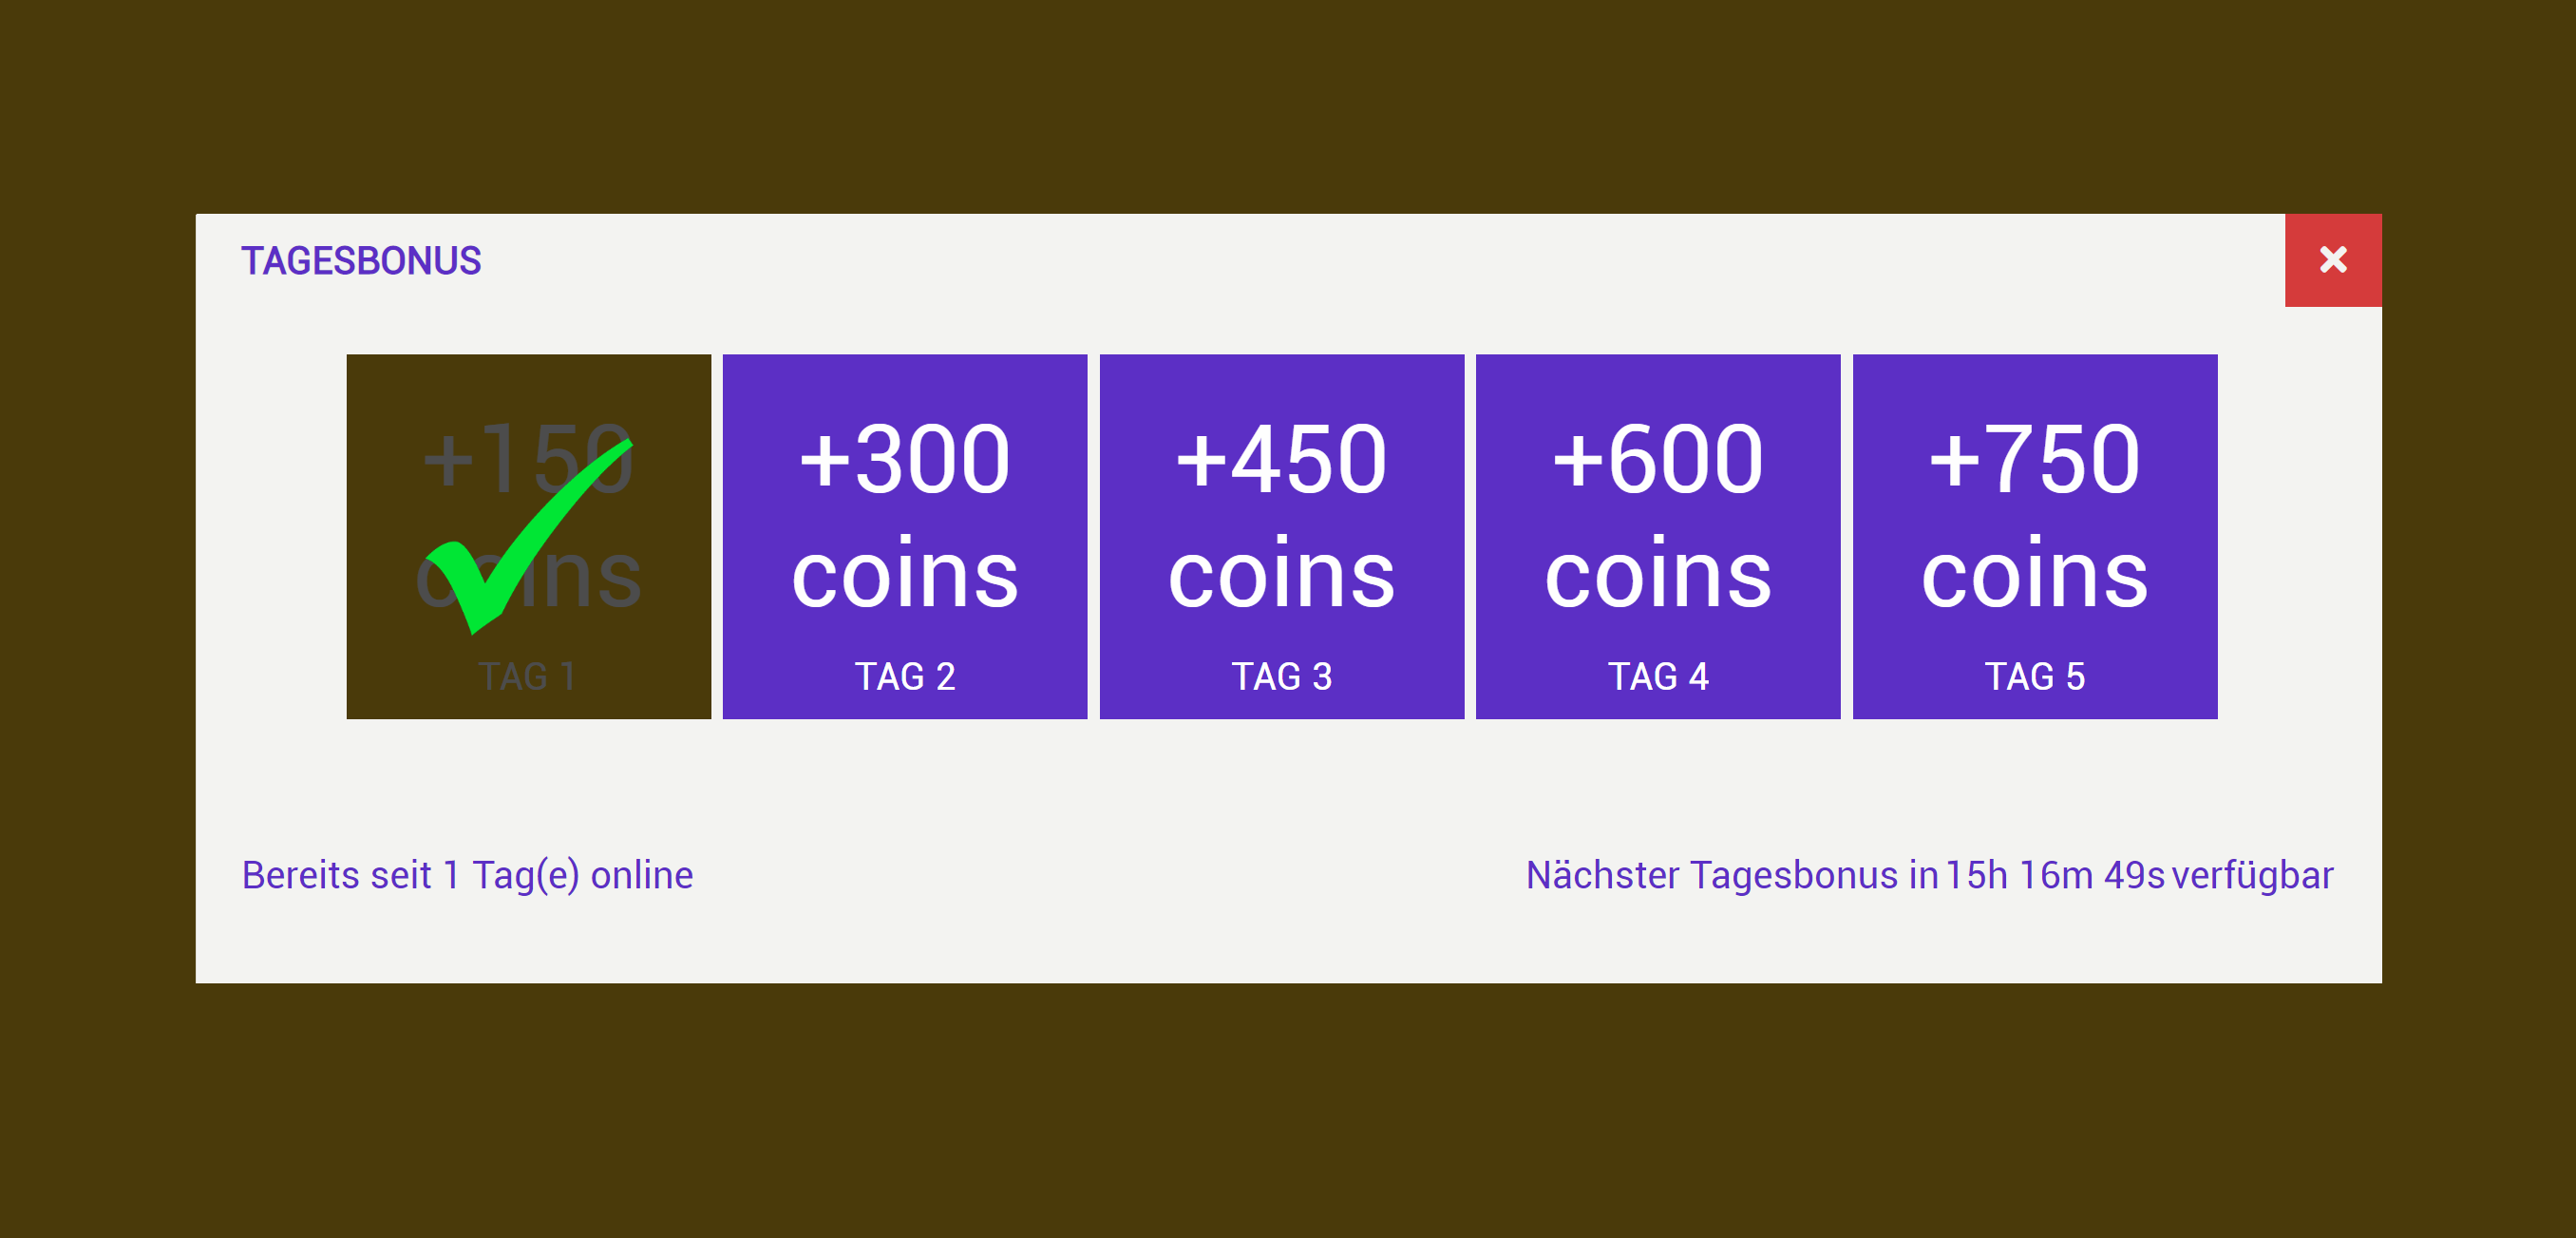 TAGESBONUS
+150
coins
TAG 1
+300
coins
TAG 2
+450
coins
TAG 3
+600
coins
TAG 4
+750
coins
TAG 5
Bereits seit 1 Tag(e) online
Nächster Tagesbonus in 15h 16m 49s verfügbar